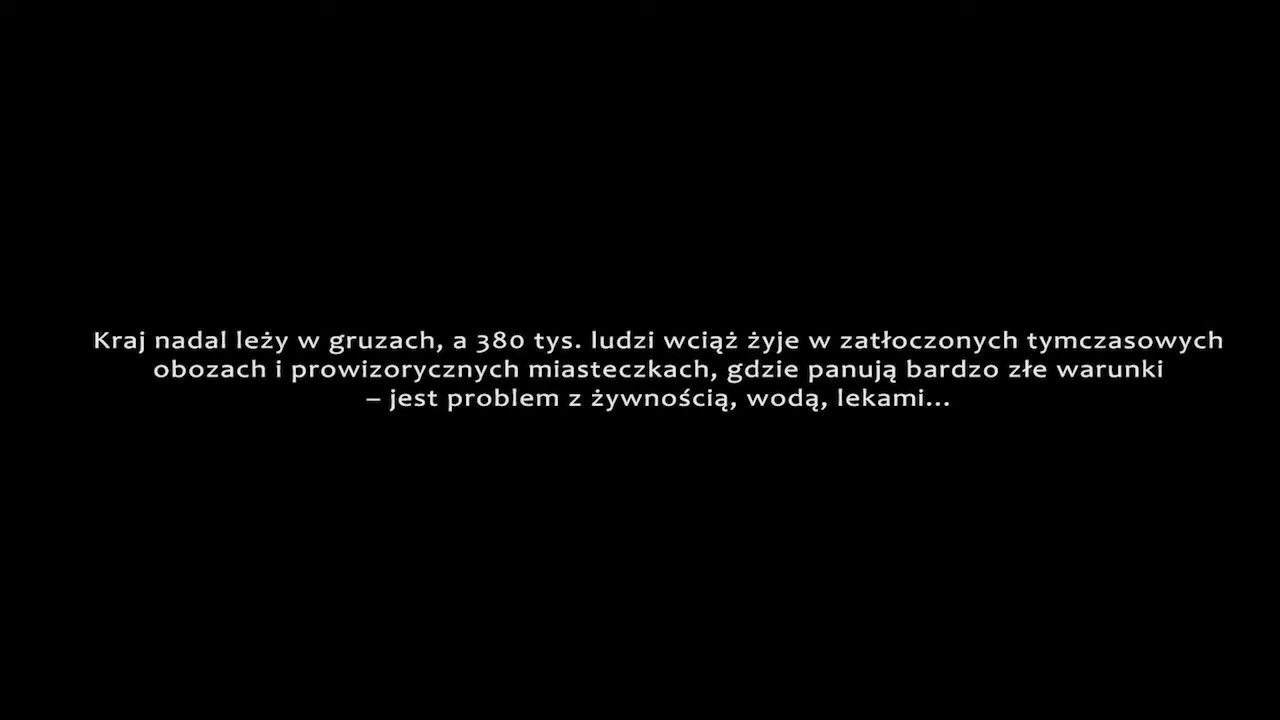 Kraj nadal leży w gruzach, a 380 tys. ludzi wciąż żyje w zatłoczonych tymczasowych
obozach i prowizorycznych miasteczkach, gdzie panują bardzo złe warunki
– jest problem z żywnością, wodą, lekami...